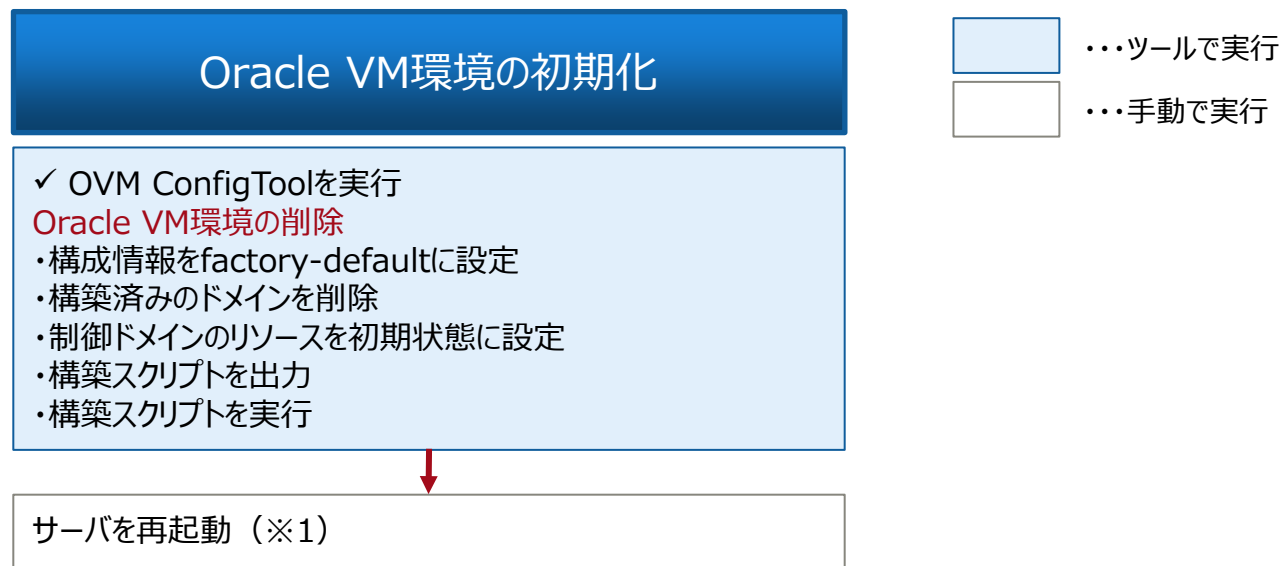 Oracle VM環境の初期化
・・・ツールで実行
・・・手動で実行
✓ OVM ConfigToolを実行
Oracle VM環境の削除
・構成情報をfactory-defaultに設定
・構築済みのドメインを削除
・制御ドメインのリソースを初期状態に設定
・構築スクリプトを出力
・構築スクリプトを実行
サーバを再起動（※1）